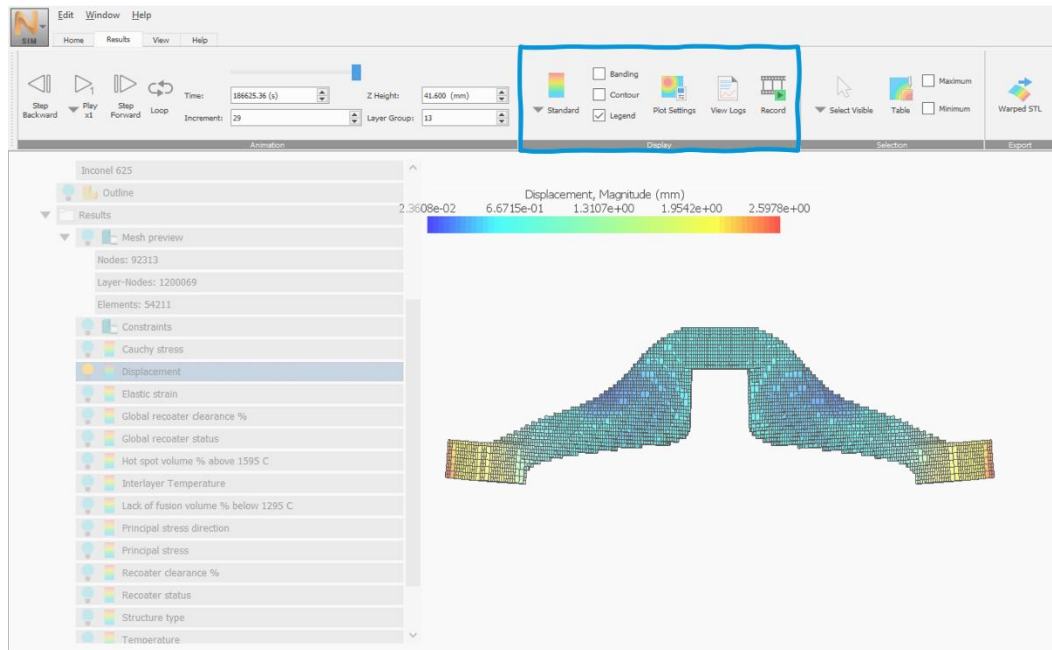 Edit Window Help
SIM
Home Results View Help
Step Backward
Play x1
Step Forward
Loop
Time: 186625.36 (s)
Increment: 29
Z Height: 41.600 (mm)
Layer Group: 13
Animation
Standard
Banding
Contour
Legend
Plot Settings
View Logs
Record
Display
Select Visible
Table
Maximum
Minimum
Selection
Warped STL
Export
Inconel 625
Outline
Results
Mesh preview
Nodes: 92313
Layer-Nodes: 1200069
Elements: 54211
Constraints
Cauchy stress
Displacement
Elastic strain
Global recoater clearance %
Global recoater status
Hot spot volume % above 1595 C
Interlayer Temperature
Lack of fusion volume % below 1295 C
Principal stress direction
Principal stress
Recoater clearance %
Recoater status
Structure type
Temperature
Displacement, Magnitude (mm)
2.3608e-02 6.6715e-01 1.3107e+00 1.9542e+00 2.5978e+00